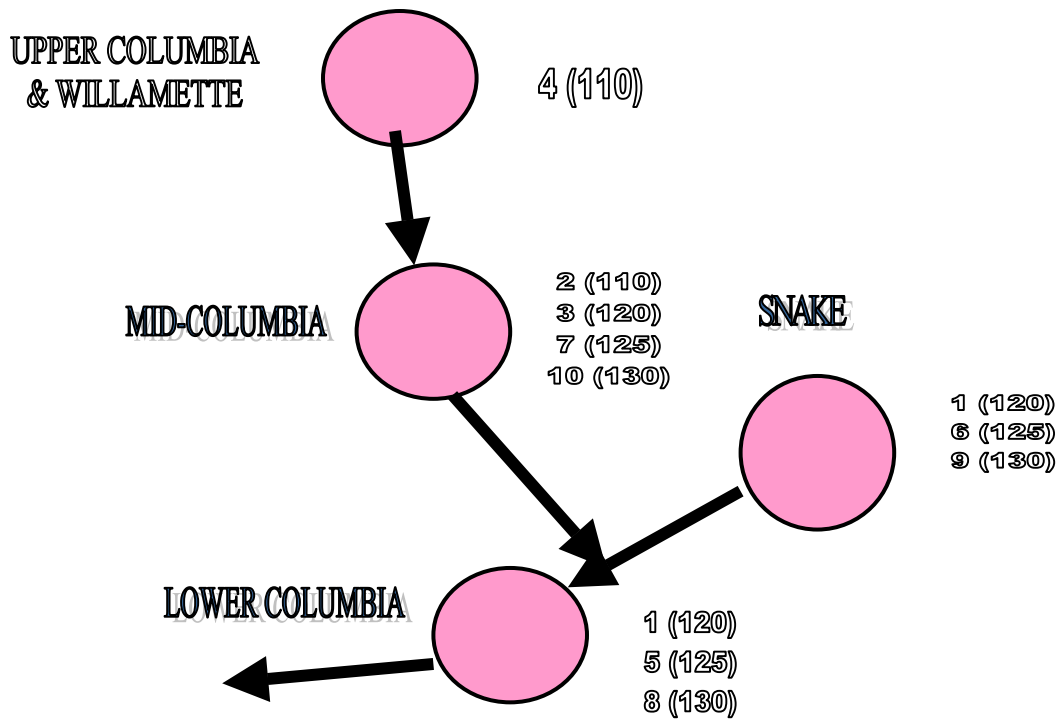 UPPER COLUMBIA
& WILLAMETTE
4 (110)
MID-COLUMBIA
2 (110)
3 (120)
7 (125)
10 (130)
SNAKE
1 (120)
6 (125)
9 (130)
LOWER COLUMBIA
1 (120)
5 (125)
8 (130)